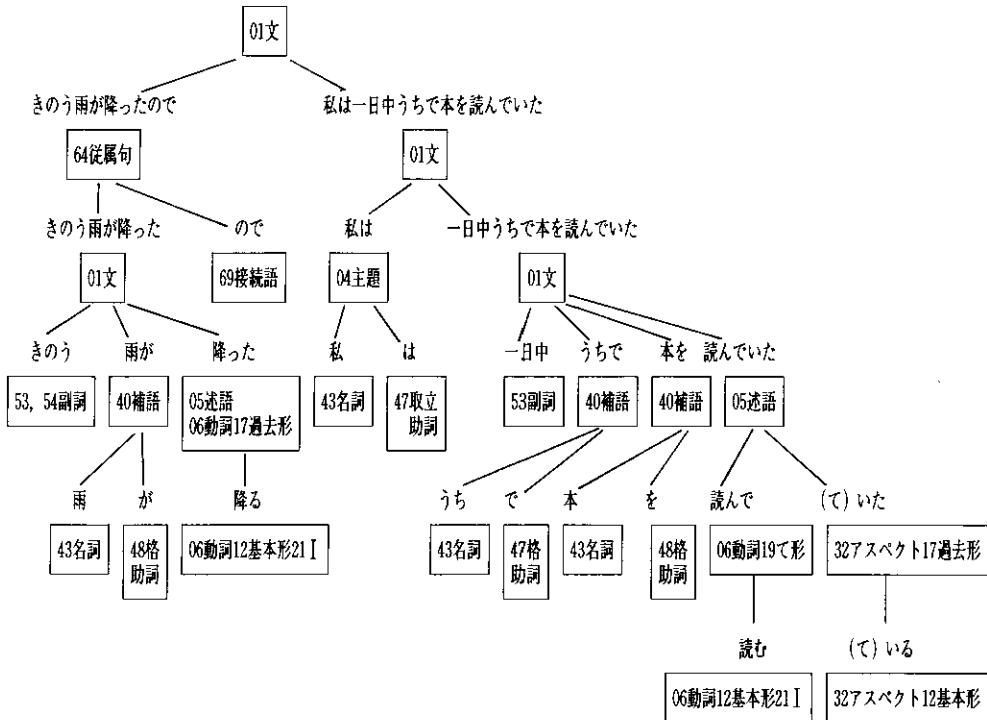 01文
きのう雨が降ったので 私は一日中うちで本を読んでいた
64従属句 01文
きのう雨が降った ので 私は 一日中うちで本を読んでいた
01文 69接続語 04主題 01文
きのう 雨が 降った 私 は 一日中 うちで 本を 読んでいた
53, 54副詞 40補語 05述語 43名詞 47取立 53副詞 40補語 40補語 05述語
06動詞17過去形 助詞
雨 が 降る うち で 本 を 読んで (て)いた
43名詞 48格 06動詞12基本形21Ⅰ 43名詞 47格 43名詞 48格 06動詞19て形 32アスペクト17過去形
助詞 助詞 助詞
読む (て)いる
06動詞12基本形21Ⅰ 32アスペクト12基本形